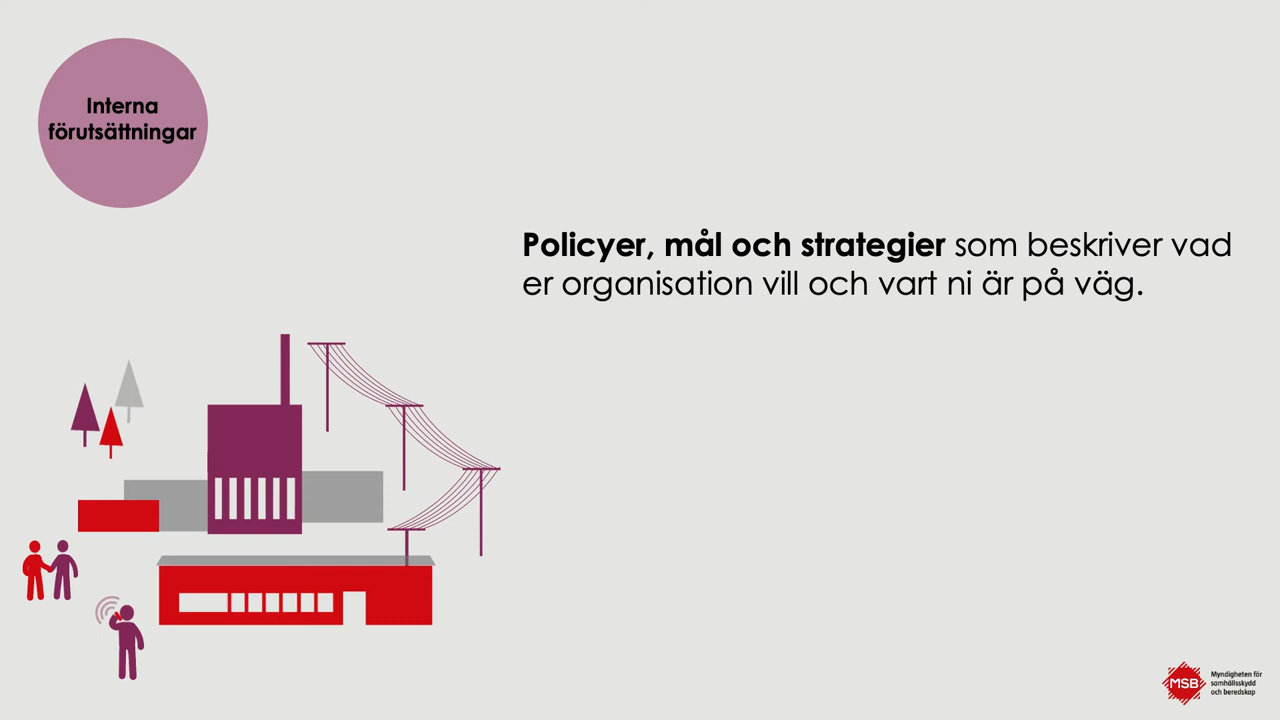 Interna
förutsättningar
Policyer, mål och strategier som beskriver vad
er organisation vill och vart ni är på väg.
MSB
Myndigheten för
samhällsskydd
och beredskap